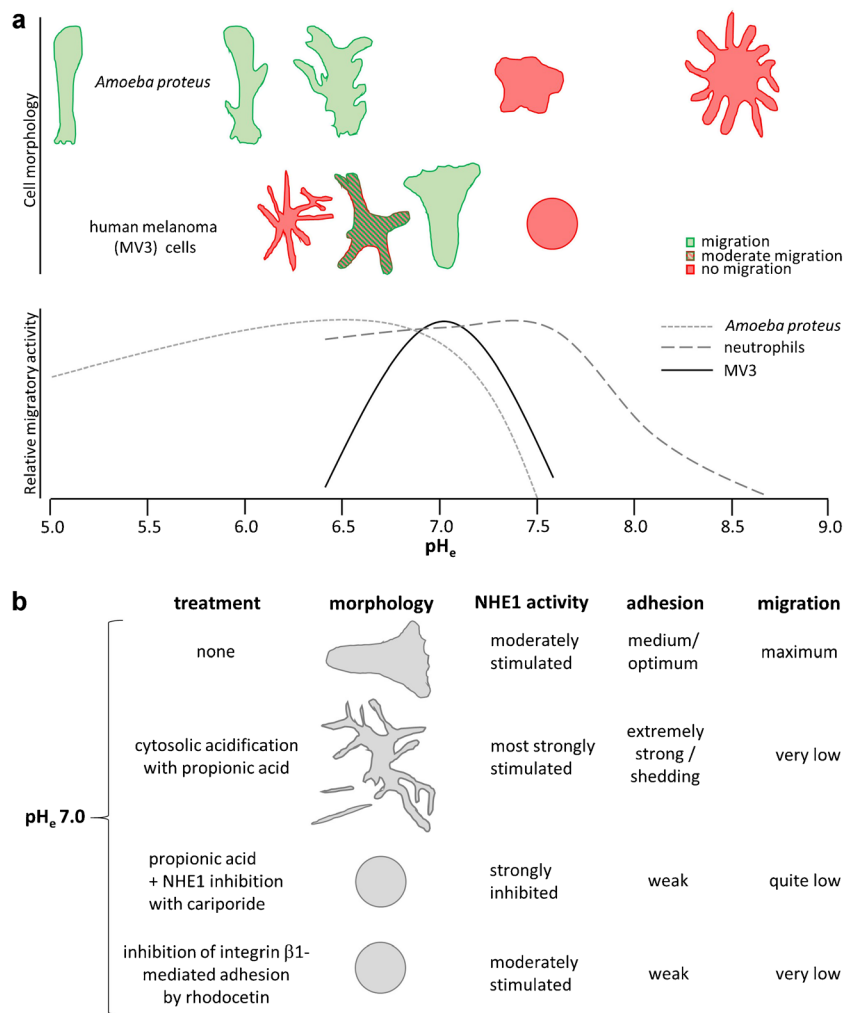 a
Cell morphology
Amoeba proteus
human melanoma
(MV3) cells
migration
moderate migration
no migration
Relative migratory activity
Amoeba proteus
neutrophils
MV3
5.0 5.5 6.0 6.5 7.0 7.5 8.0 8.5 9.0
pHe
b
treatment morphology NHE1 activity adhesion migration
none
moderately
stimulated
medium/
optimum
maximum
cytosolic acidification
with propionic acid
most strongly
stimulated
extremely
strong /
shedding
very low
pHe 7.0
propionic acid
+ NHE1 inhibition
with cariporide
strongly
inhibited
weak
quite low
inhibition of integrin β1-
mediated adhesion
by rhodocetin
moderately
stimulated
weak
very low